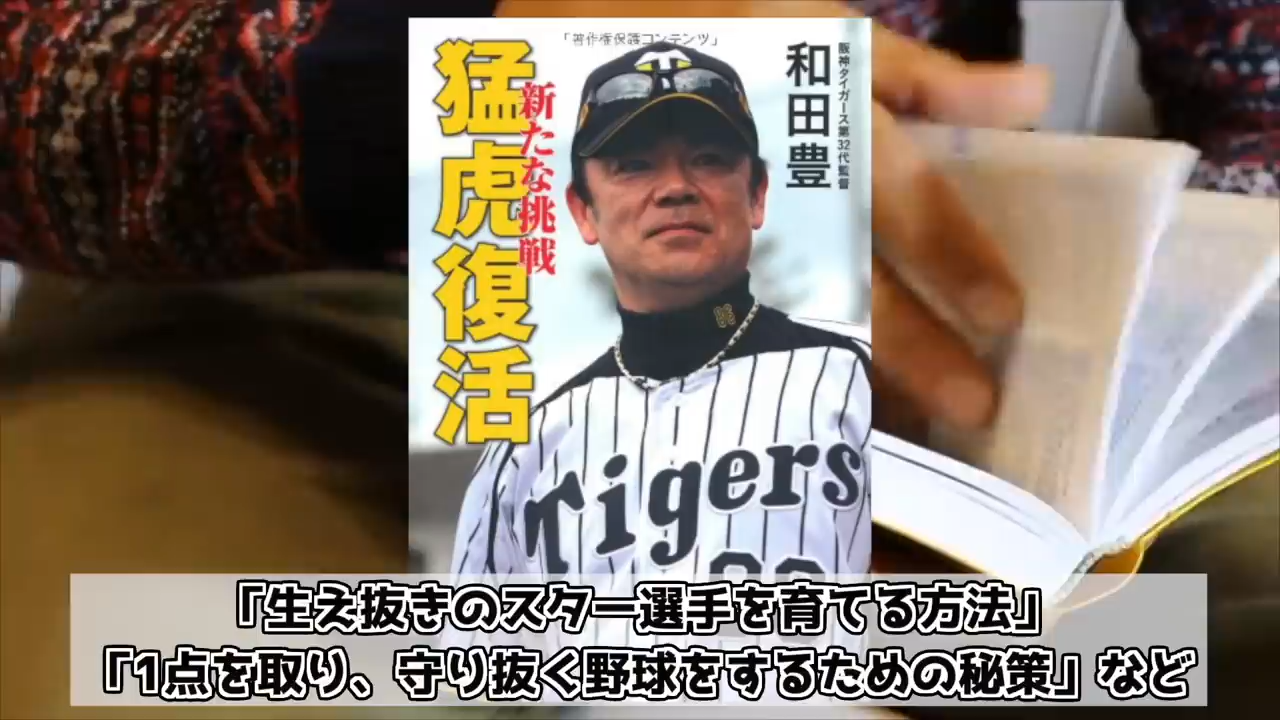 「著作権保護コンテンツ」
阪神タイガース第32代監督
和田豊
新たな挑戦
猛虎復活
Tigers
「生え抜きのスター選手を育てる方法」
「1点を取り、守り抜く野球をするための秘策」など